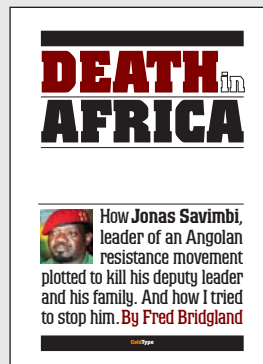 DEATH in
AFRICA
How Jonas Savimbi,
leader of an Angolan
resistance movement
plotted to kill his deputy leader
and his family. And how I tried
to stop him. By Fred Bridgland
ColdType